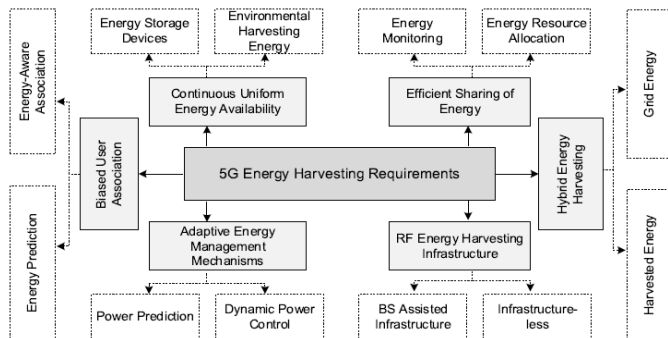 Energy Storage
Devices
Environmental
Harvesting
Energy
Energy
Monitoring
Energy Resource
Allocation
Energy-Aware
Association
Continuous Uniform
Energy Availability
Efficient Sharing of
Energy
Grid Energy
Biased User
Association
5G Energy Harvesting Requirements
Hybrid Energy
Harvesting
Energy Prediction
Adaptive Energy
Management
Mechanisms
RF Energy Harvesting
Infrastructure
Harvested Energy
Power Prediction
Dynamic Power
Control
BS Assisted
Infrastructure
Infrastructure-
less